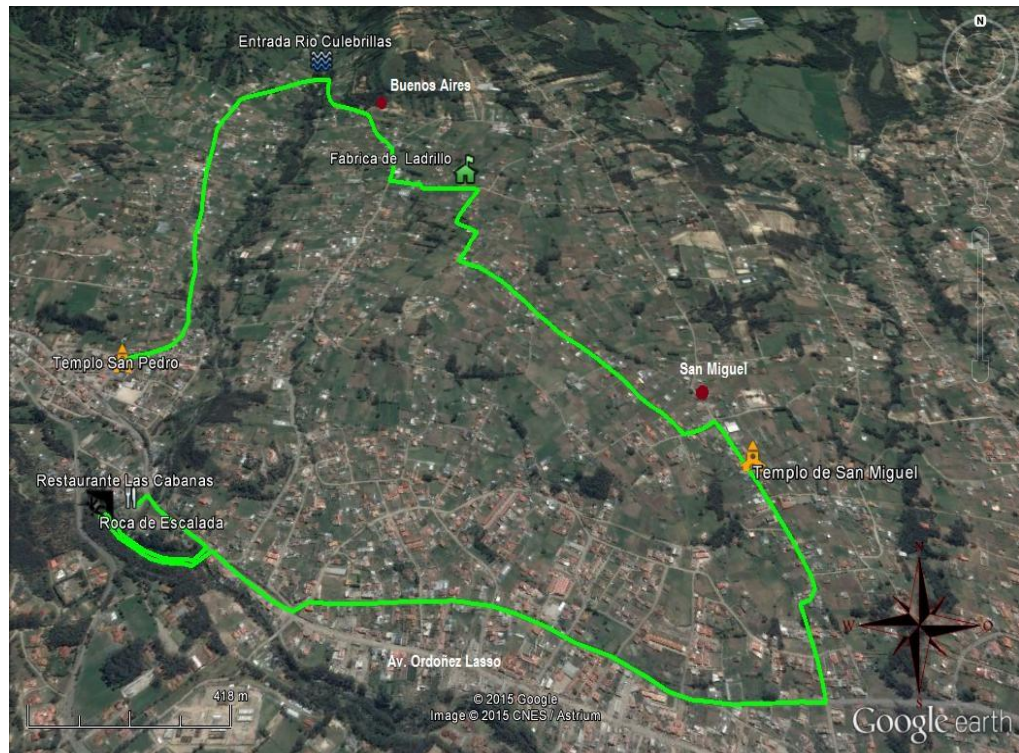 N
Entrada Rio Culebrillas
Buenos Aires
Fabrica de Ladrillo
Templo San Pedro
San Miguel
Templo de San Miguel
Restaurante Las Cabanas
Roca de Escalada
N
W
O
S
Av. Ordoñez Lasso
418 m
© 2015 Google
Image © 2015 CNES / Astrium
Google earth